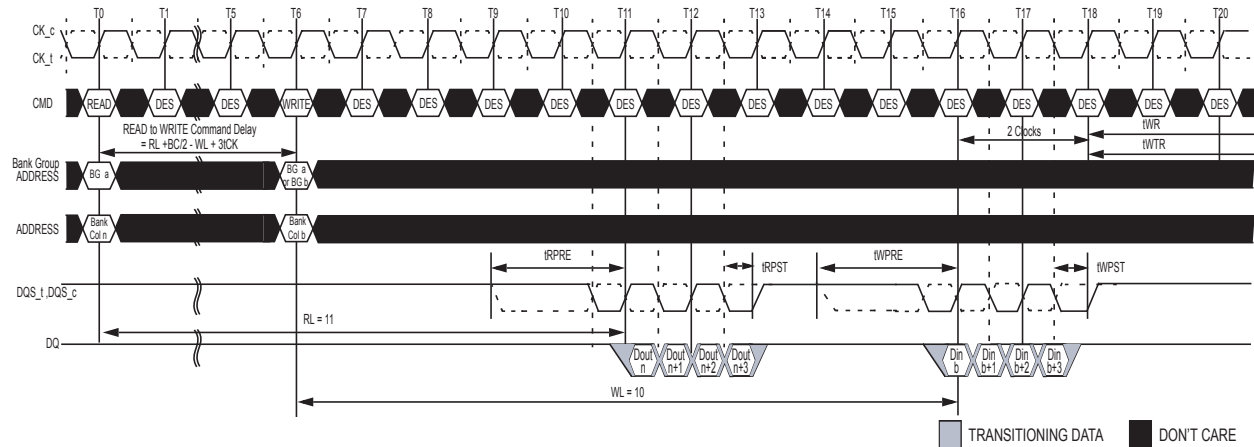 T0 T1 T5 T6 T7 T8 T9 T10 T11 T12 T13 T14 T15 T16 T17 T18 T19 T20
CK_c
CK_t
CMD READ DES DES WRITE DES DES DES DES DES DES DES DES DES DES DES DES DES DES
READ to WRITE Command Delay
= RL +BC/2 - WL + 3tCK
2 Clocks
tWR
tWTR
Bank Group
ADDRESS
BG a
BG a
or BG b
ADDRESS
Bank
Col n
Bank
Col b
tRPRE
tRPST
tWPRE
tWPST
DQS_t ,DQS_c
RL = 11
DQ
Dout
n
Dout
n+1
Dout
n+2
Dout
n+3
Din
b
Din
b+1
Din
b+2
Din
b+3
WL = 10
TRANSITIONING DATA
DON'T CARE